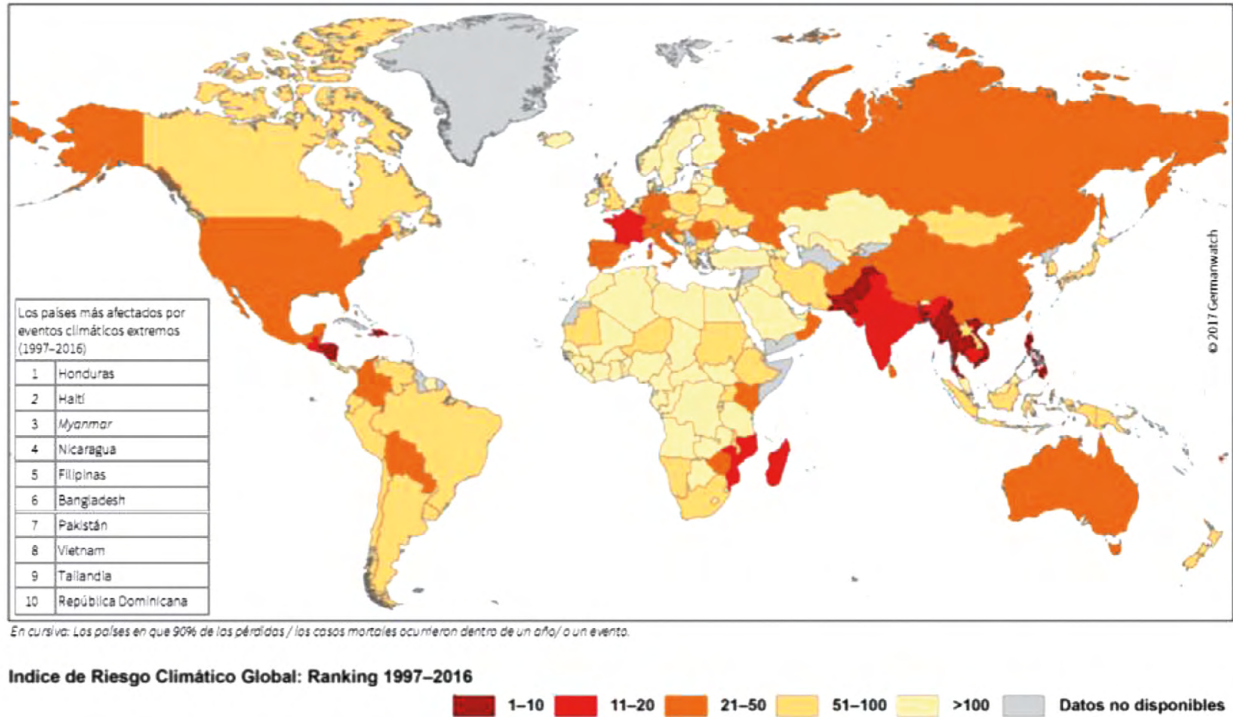 Los países más afectados por
eventos climáticos extremos
(1997–2016)
1 Honduras
2 Haití
3 Myanmar
4 Nicaragua
5 Filipinas
6 Bangladesh
7 Pakistán
8 Vietnam
9 Tailandia
10 República Dominicana
© 2017 Germanwatch
En cursiva: Los países en que 90% de las pérdidas / los casos mortales ocurrieron dentro de un año/ o un evento.
Indice de Riesgo Climático Global: Ranking 1997–2016
1–10 11–20 21–50 51–100 >100 Datos no disponibles